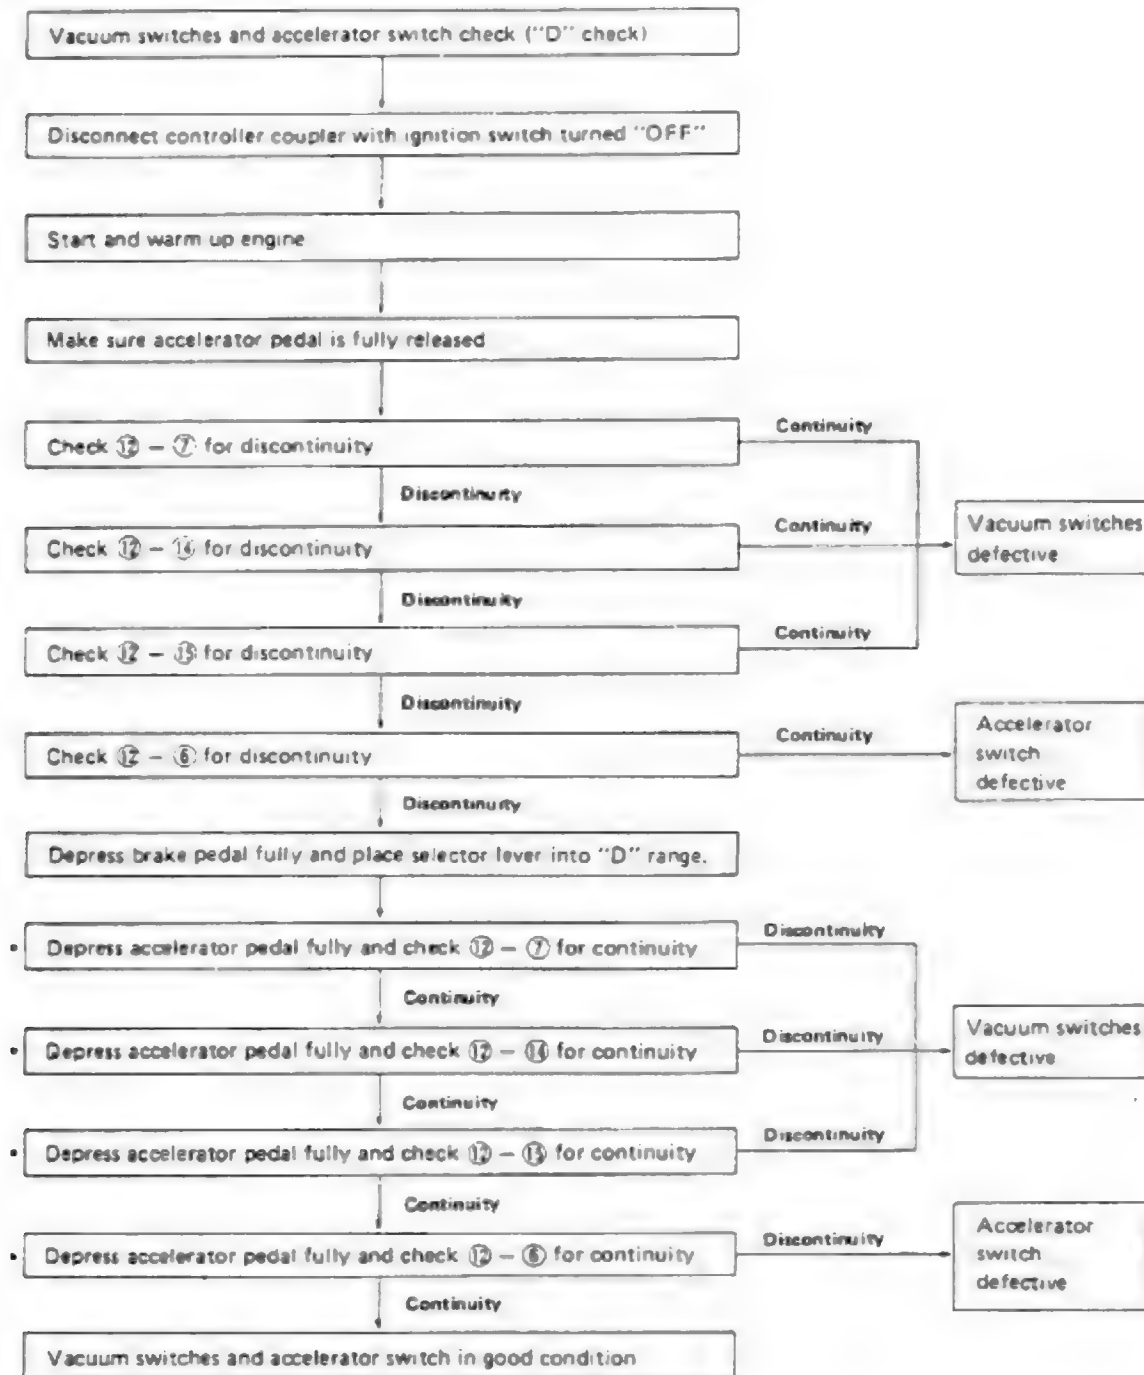 Vacuum switches and accelerator switch check ("D" check)
Disconnect controller coupler with ignition switch turned "OFF"
Start and warm up engine
Make sure accelerator pedal is fully released
Check ⑫ – ⑦ for discontinuity
Continuity
Discontinuity
Check ⑫ – ⑭ for discontinuity
Continuity
Vacuum switches
defective
Discontinuity
Check ⑫ – ⑮ for discontinuity
Continuity
Discontinuity
Check ⑫ – ⑥ for discontinuity
Continuity
Accelerator
switch
defective
Discontinuity
Depress brake pedal fully and place selector lever into "D" range.
• Depress accelerator pedal fully and check ⑫ – ⑦ for continuity
Discontinuity
Continuity
• Depress accelerator pedal fully and check ⑫ – ⑭ for continuity
Discontinuity
Vacuum switches
defective
Continuity
• Depress accelerator pedal fully and check ⑫ – ⑮ for continuity
Discontinuity
Continuity
• Depress accelerator pedal fully and check ⑫ – ⑥ for continuity
Discontinuity
Accelerator
switch
defective
Continuity
Vacuum switches and accelerator switch in good condition